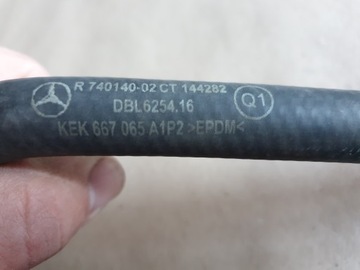 R 740140-02 CT 144282
DBL6254.16
Q1
KEK 667 065 A1P2 >EPDM<